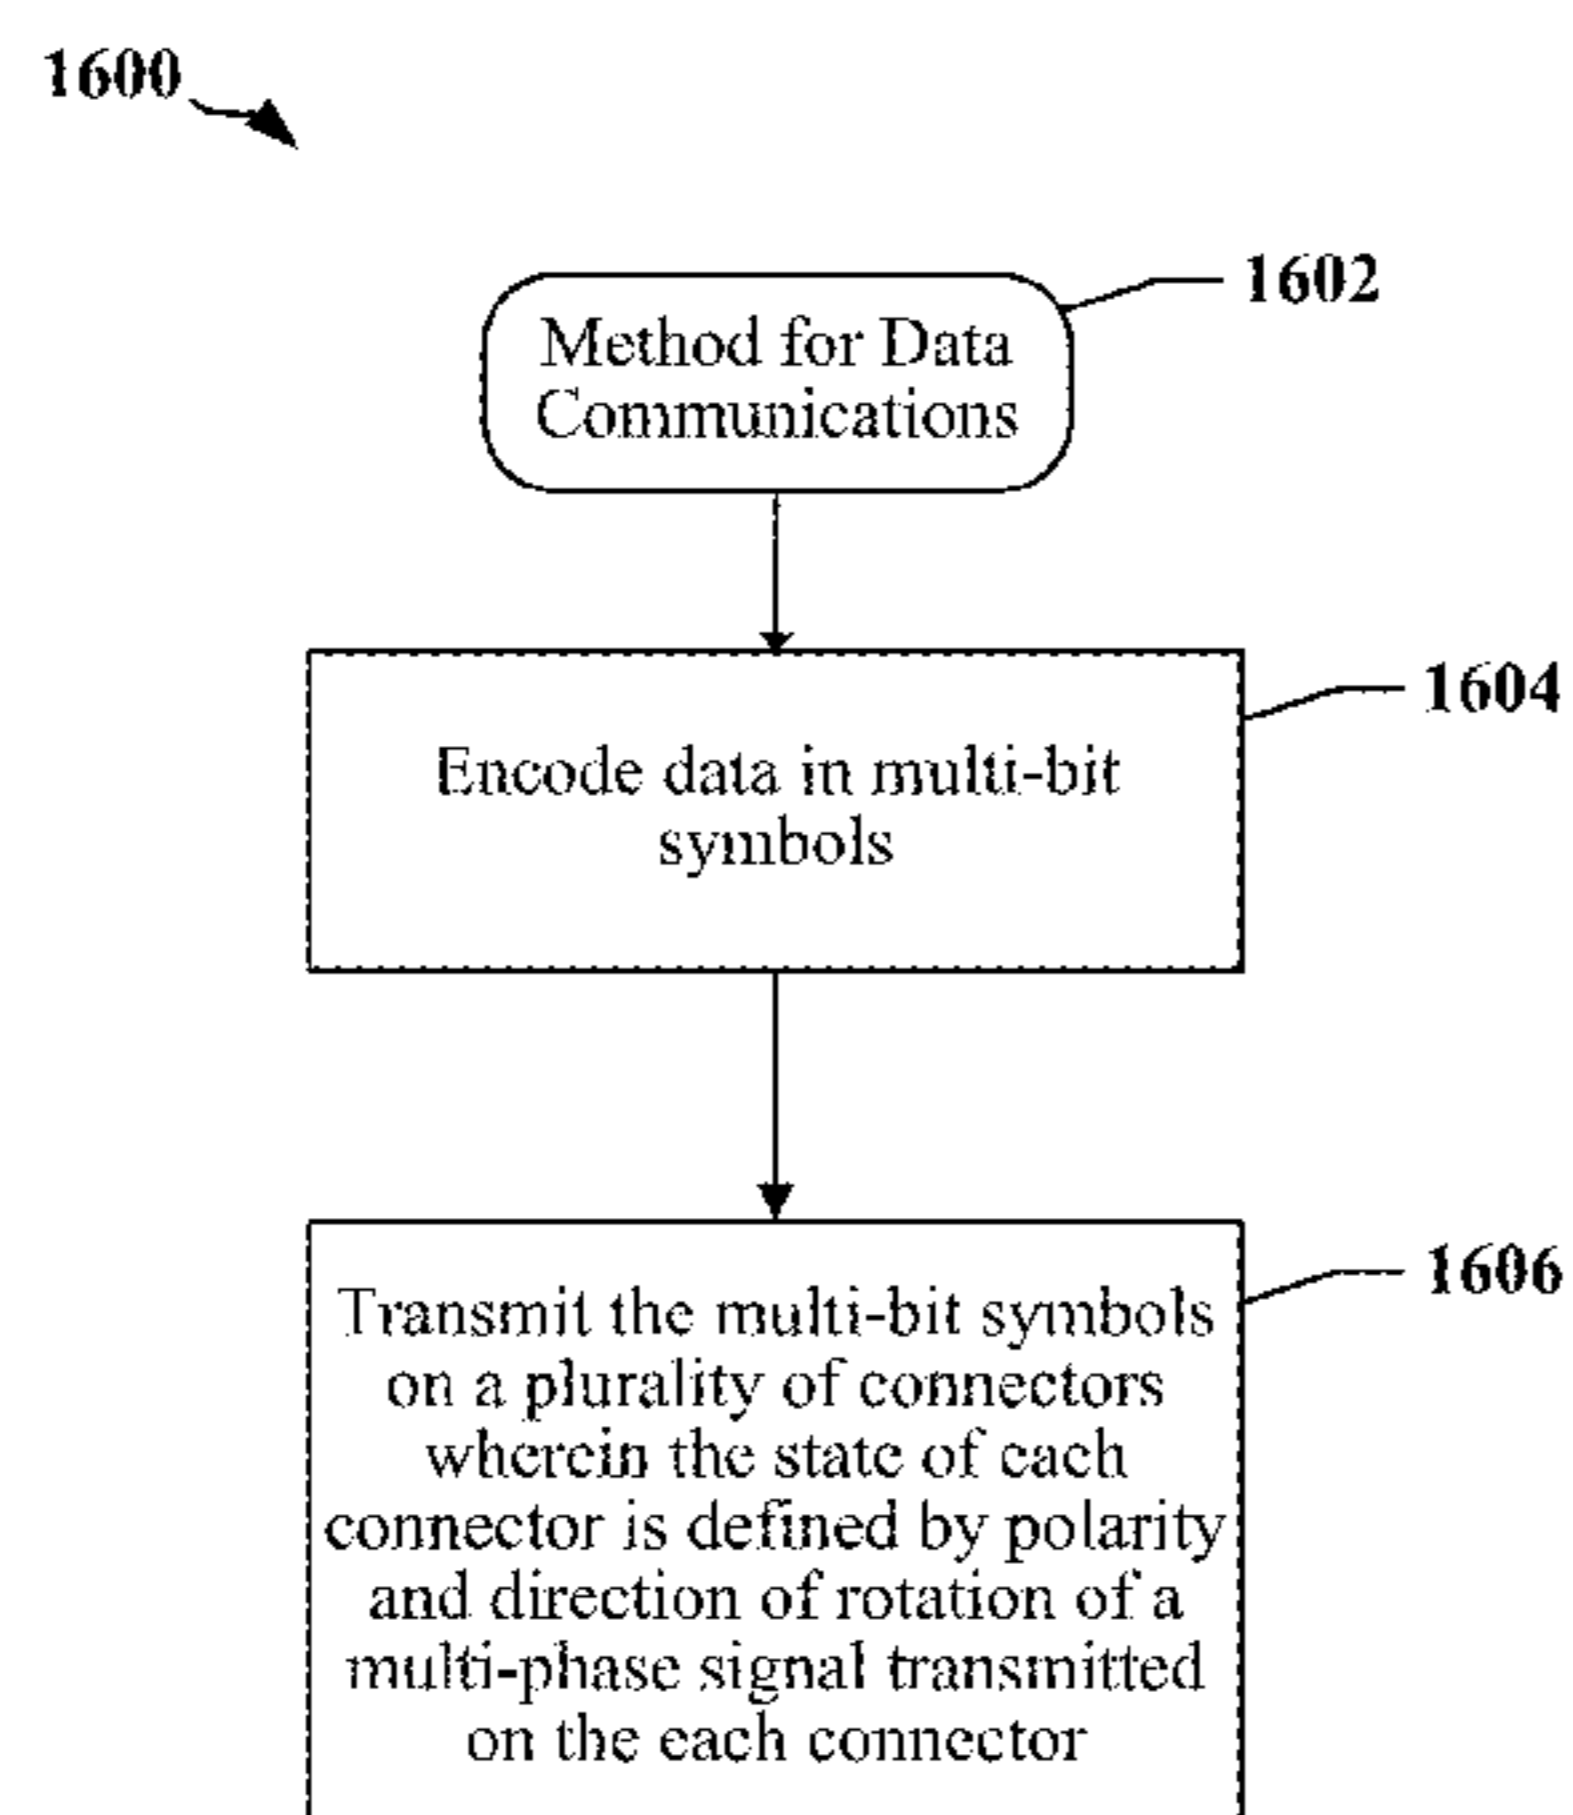 1600
1602
Method for Data
Communications
1604
Encode data in multi-bit
symbols
1606
Transmit the multi-bit symbols
on a plurality of connectors
wherein the state of each
connector is defined by polarity
and direction of rotation of a
multi-phase signal transmitted
on the each connector